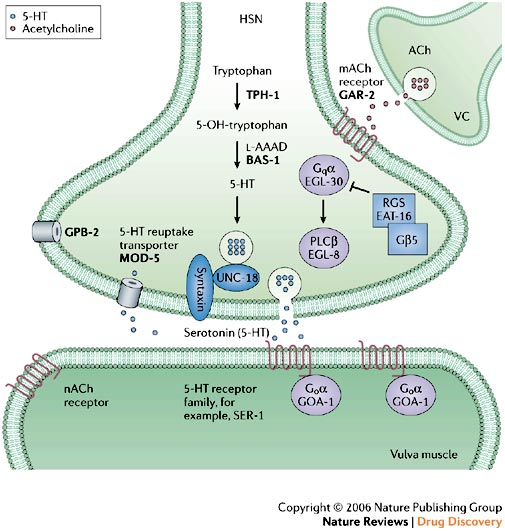 5-HT
Acetylcholine
HSN
ACh
VC
mACh
receptor
GAR-2
Tryptophan
TPH-1
5-OH-tryptophan
L-AAAD
BAS-1
5-HT
Gqα
EGL-30
RGS
EAT-16
Gβ5
PLCβ
EGL-8
GPB-2
5-HT reuptake
transporter
MOD-5
Syntaxin
UNC-18
Serotonin (5-HT)
nACh
receptor
5-HT receptor
family, for
example, SER-1
Goα
GOA-1
Goα
GOA-1
Vulva muscle
Copyright © 2006 Nature Publishing Group
Nature Reviews | Drug Discovery